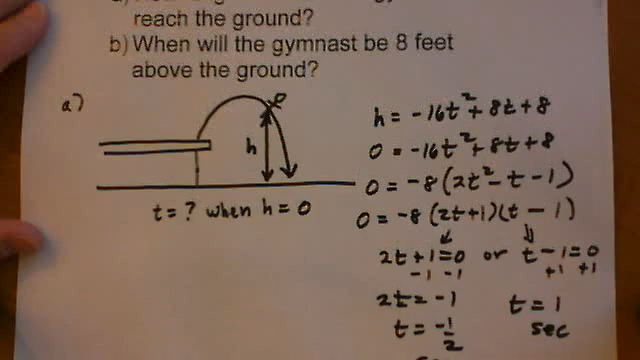 reach the ground?
b) When will the gymnast be 8 feet
above the ground?
a)
h
t = ? when h = 0
h = -16t² + 8t + 8
0 = -16t² + 8t + 8
0 = -8 (2t² - t - 1)
0 = -8 (2t+1)(t - 1)
2t + 1 = 0 or t - 1 = 0
-1 -1 +1 +1
2t = -1 t = 1
t = -1/2 sec